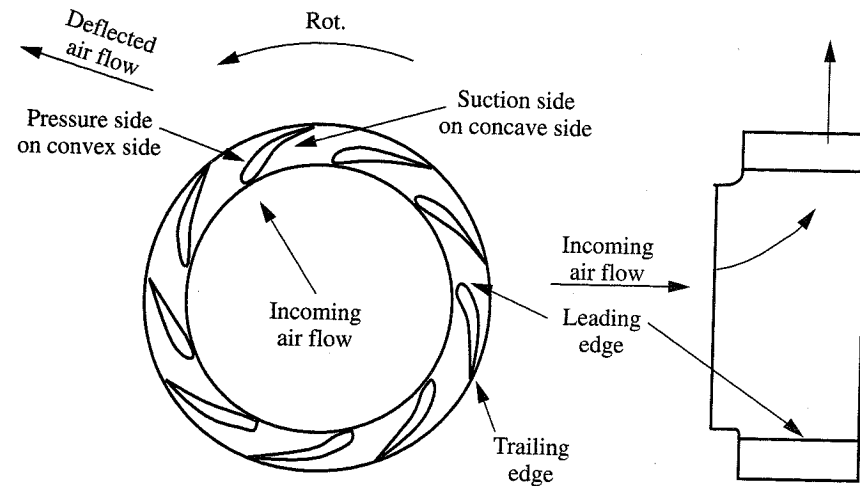 Deflected
air flow
Rot.
Pressure side
on convex side
Suction side
on concave side
Incoming
air flow
Incoming
air flow
Leading
edge
Trailing
edge